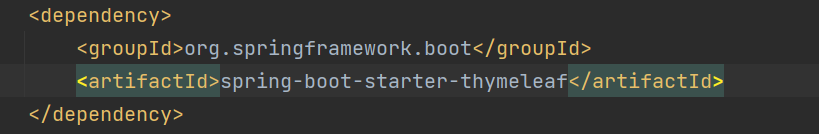 <dependency>
<groupId>org.springframework.boot</groupId>
<artifactId>spring-boot-starter-thymeleaf</artifactId>
</dependency>